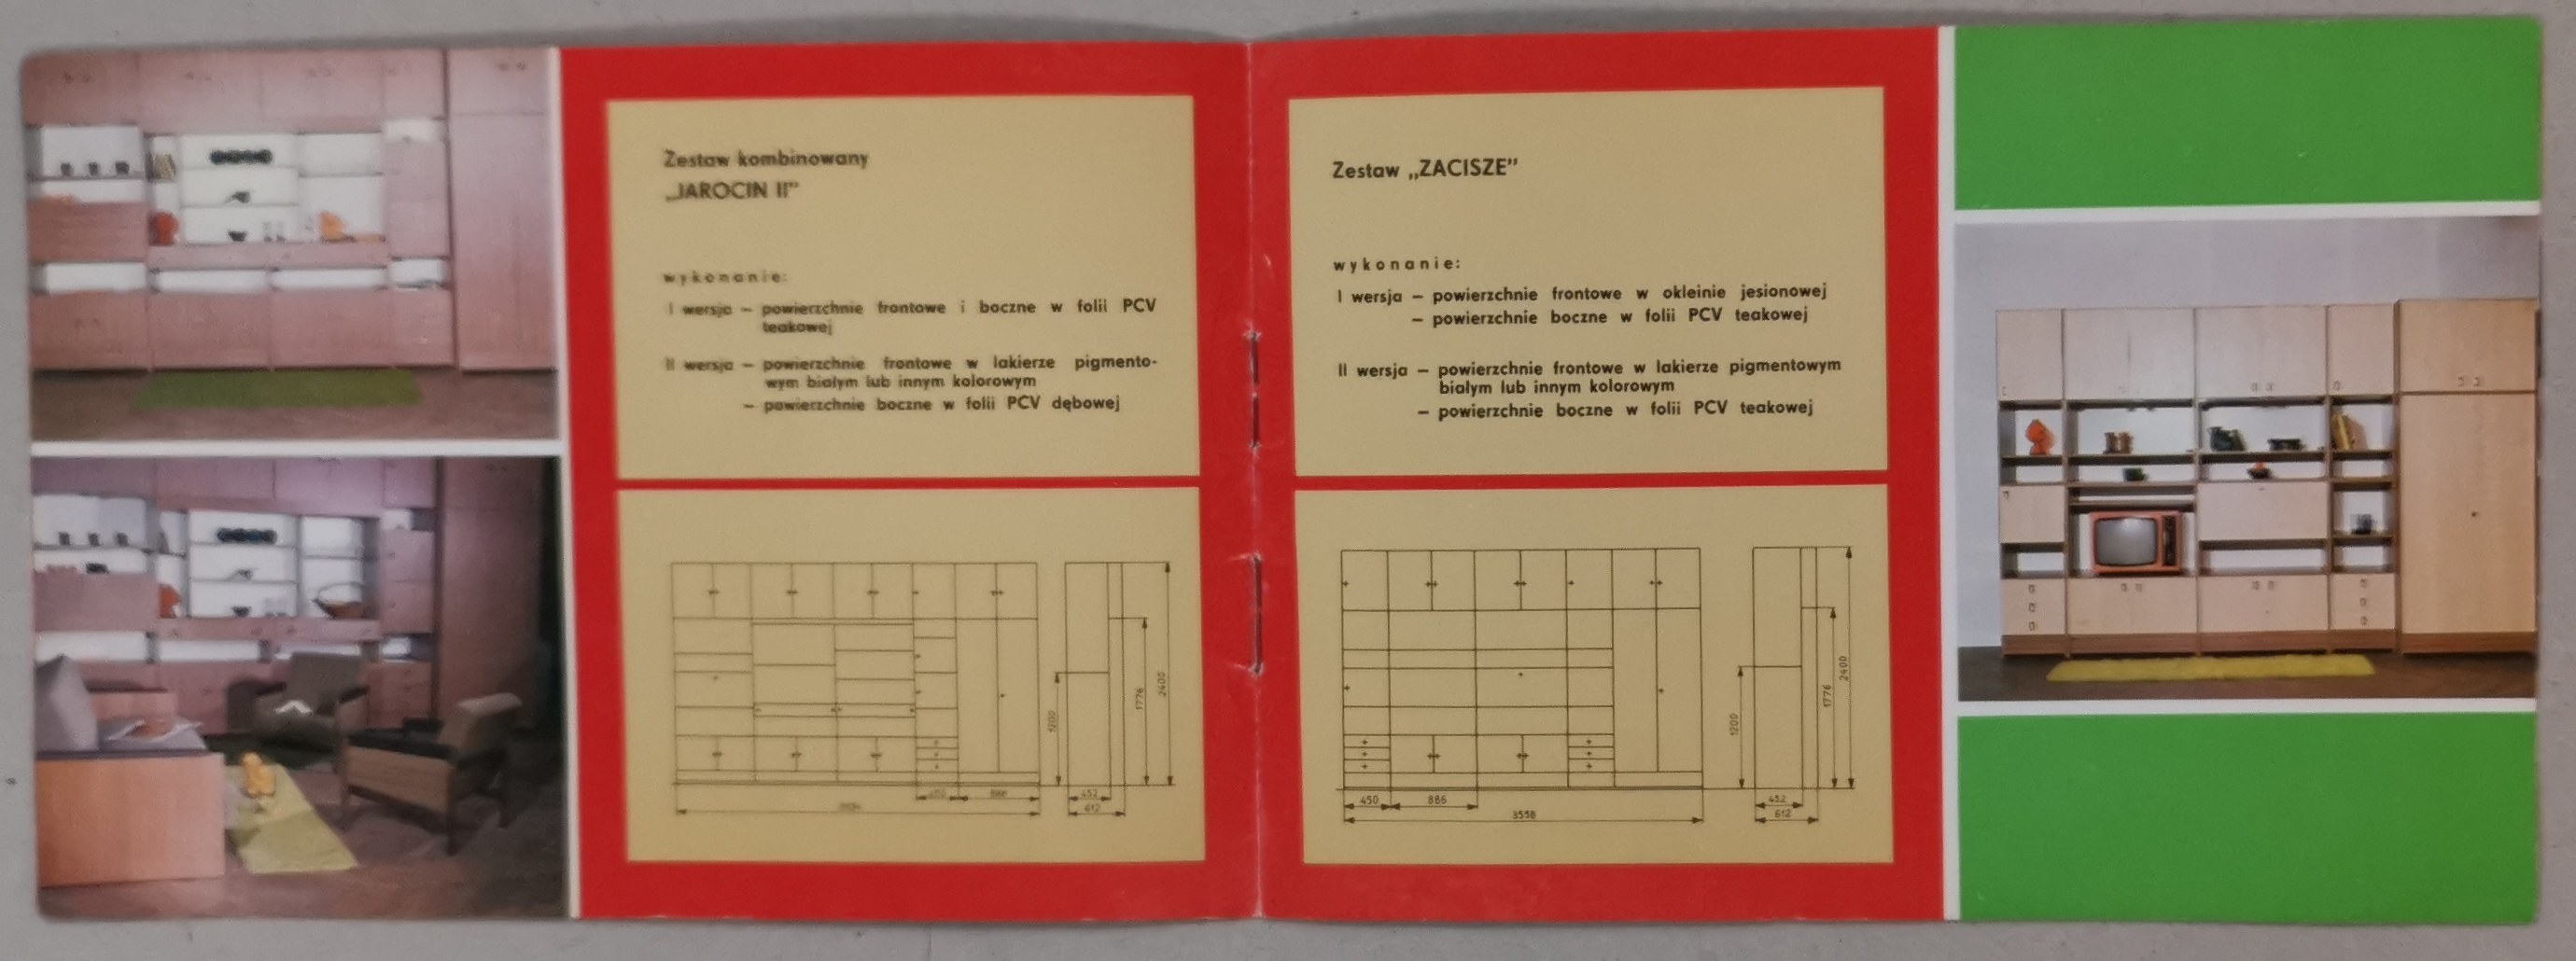 Zestaw kombinowany
„JAROCIN II”
wykonanie:
I wersja – powierzchnie frontowe i boczne w folii PCV
teakowej
II wersja – powierzchnie frontowe w lakierze pigmento-
wym białym lub innym kolorowym
– powierzchnie boczne w folii PCV dębowej
1200
1776
2400
452
886
452
612
Zestaw „ZACISZE”
wykonanie:
I wersja – powierzchnie frontowe w okleinie jesionowej
– powierzchnie boczne w folii PCV teakowej
II wersja – powierzchnie frontowe w lakierze pigmentowym
białym lub innym kolorowym
– powierzchnie boczne w folii PCV teakowej
1200
1776
2400
450
886
3558
452
612